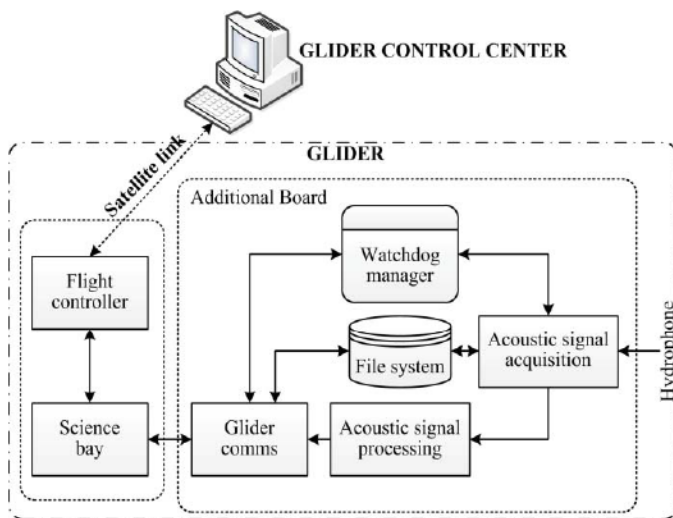 GLIDER CONTROL CENTER
Satellite link
GLIDER
Additional Board
Watchdog
manager
Flight
controller
File system
Acoustic signal
acquisition
Hydrophone
Science
bay
Glider
comms
Acoustic signal
processing